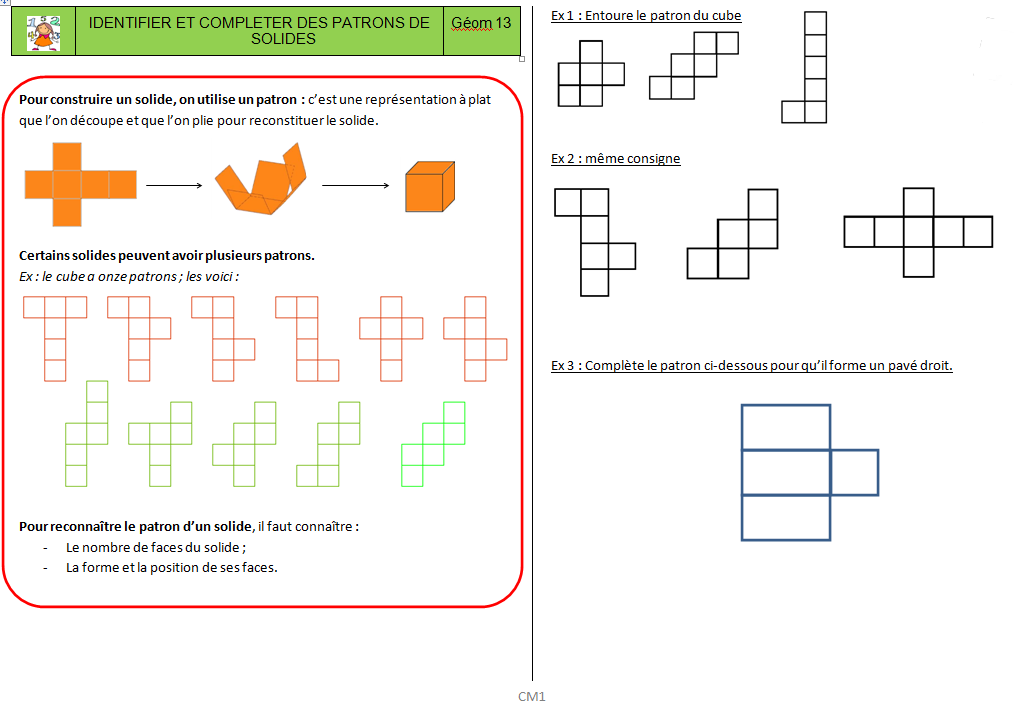 IDENTIFIER ET COMPLETER DES PATRONS DE
SOLIDES
Géom 13
Pour construire un solide, on utilise un patron : c’est une représentation à plat
que l’on découpe et que l’on plie pour reconstituer le solide.
Certains solides peuvent avoir plusieurs patrons.
Ex : le cube a onze patrons ; les voici :
Pour reconnaître le patron d’un solide, il faut connaître :
- Le nombre de faces du solide ;
- La forme et la position de ses faces.
Ex 1 : Entoure le patron du cube
Ex 2 : même consigne
Ex 3 : Complète le patron ci-dessous pour qu’il forme un pavé droit.
CM1